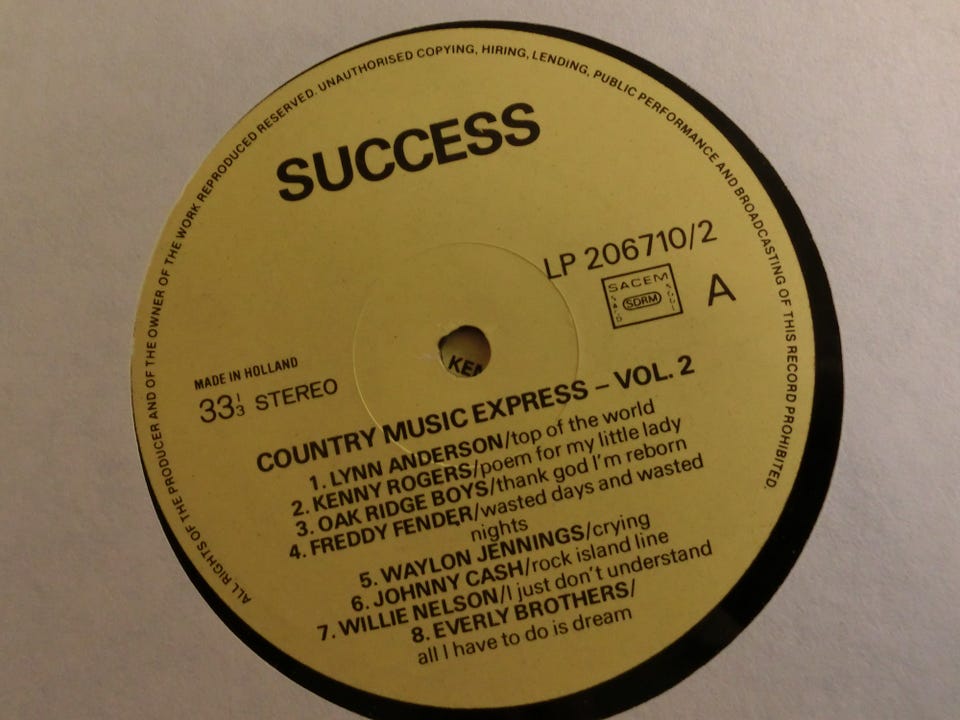 ALL RIGHTS OF THE PRODUCER AND OF THE OWNER OF THE WORK REPRODUCED RESERVED. UNAUTHORISED COPYING, HIRING, LENDING, PUBLIC PERFORMANCE AND BROADCASTING OF THIS RECORD PROHIBITED.
SUCCESS
LP 206710/2
SACEM
SDRM
A
MADE IN HOLLAND
33 1/3 STEREO
KEN
COUNTRY MUSIC EXPRESS – VOL. 2
1. LYNN ANDERSON/top of the world
2. KENNY ROGERS/poem for my little lady
3. OAK RIDGE BOYS/thank god I'm reborn
4. FREDDY FENDER/wasted days and wasted
nights
5. WAYLON JENNINGS/crying
6. JOHNNY CASH/rock island line
7. WILLIE NELSON/I just don't understand
8. EVERLY BROTHERS/
all I have to do is dream